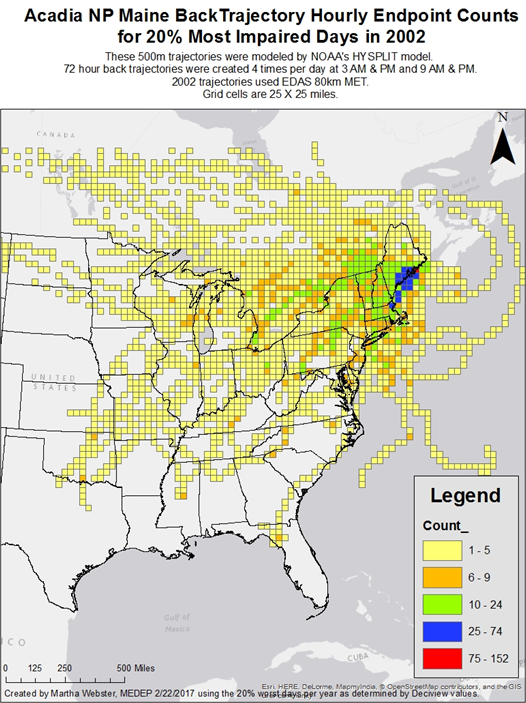 Acadia NP Maine BackTrajectory Hourly Endpoint Counts
for 20% Most Impaired Days in 2002
These 500m trajectories were modeled by NOAA's HYSPLIT model.
72 hour back trajectories were created 4 times per day at 3 AM & PM and 9 AM & PM.
2002 trajectories used EDAS 80km MET.
Grid cells are 25 X 25 miles.
N
CANADA
UNITED
STATES
Gulf of
Mexico
ICO
CUBA
Legend
Count_
1 - 5
6 - 9
10 - 24
25 - 74
75 - 152
0 125 250 500 Miles
Esri, HERE, DeLorme, MapmyIndia, © OpenStreetMap contributors, and the GIS
Created by Martha Webster, MEDEP 2/22/2017 using the 20% worst days per year as determined by Deciview values.